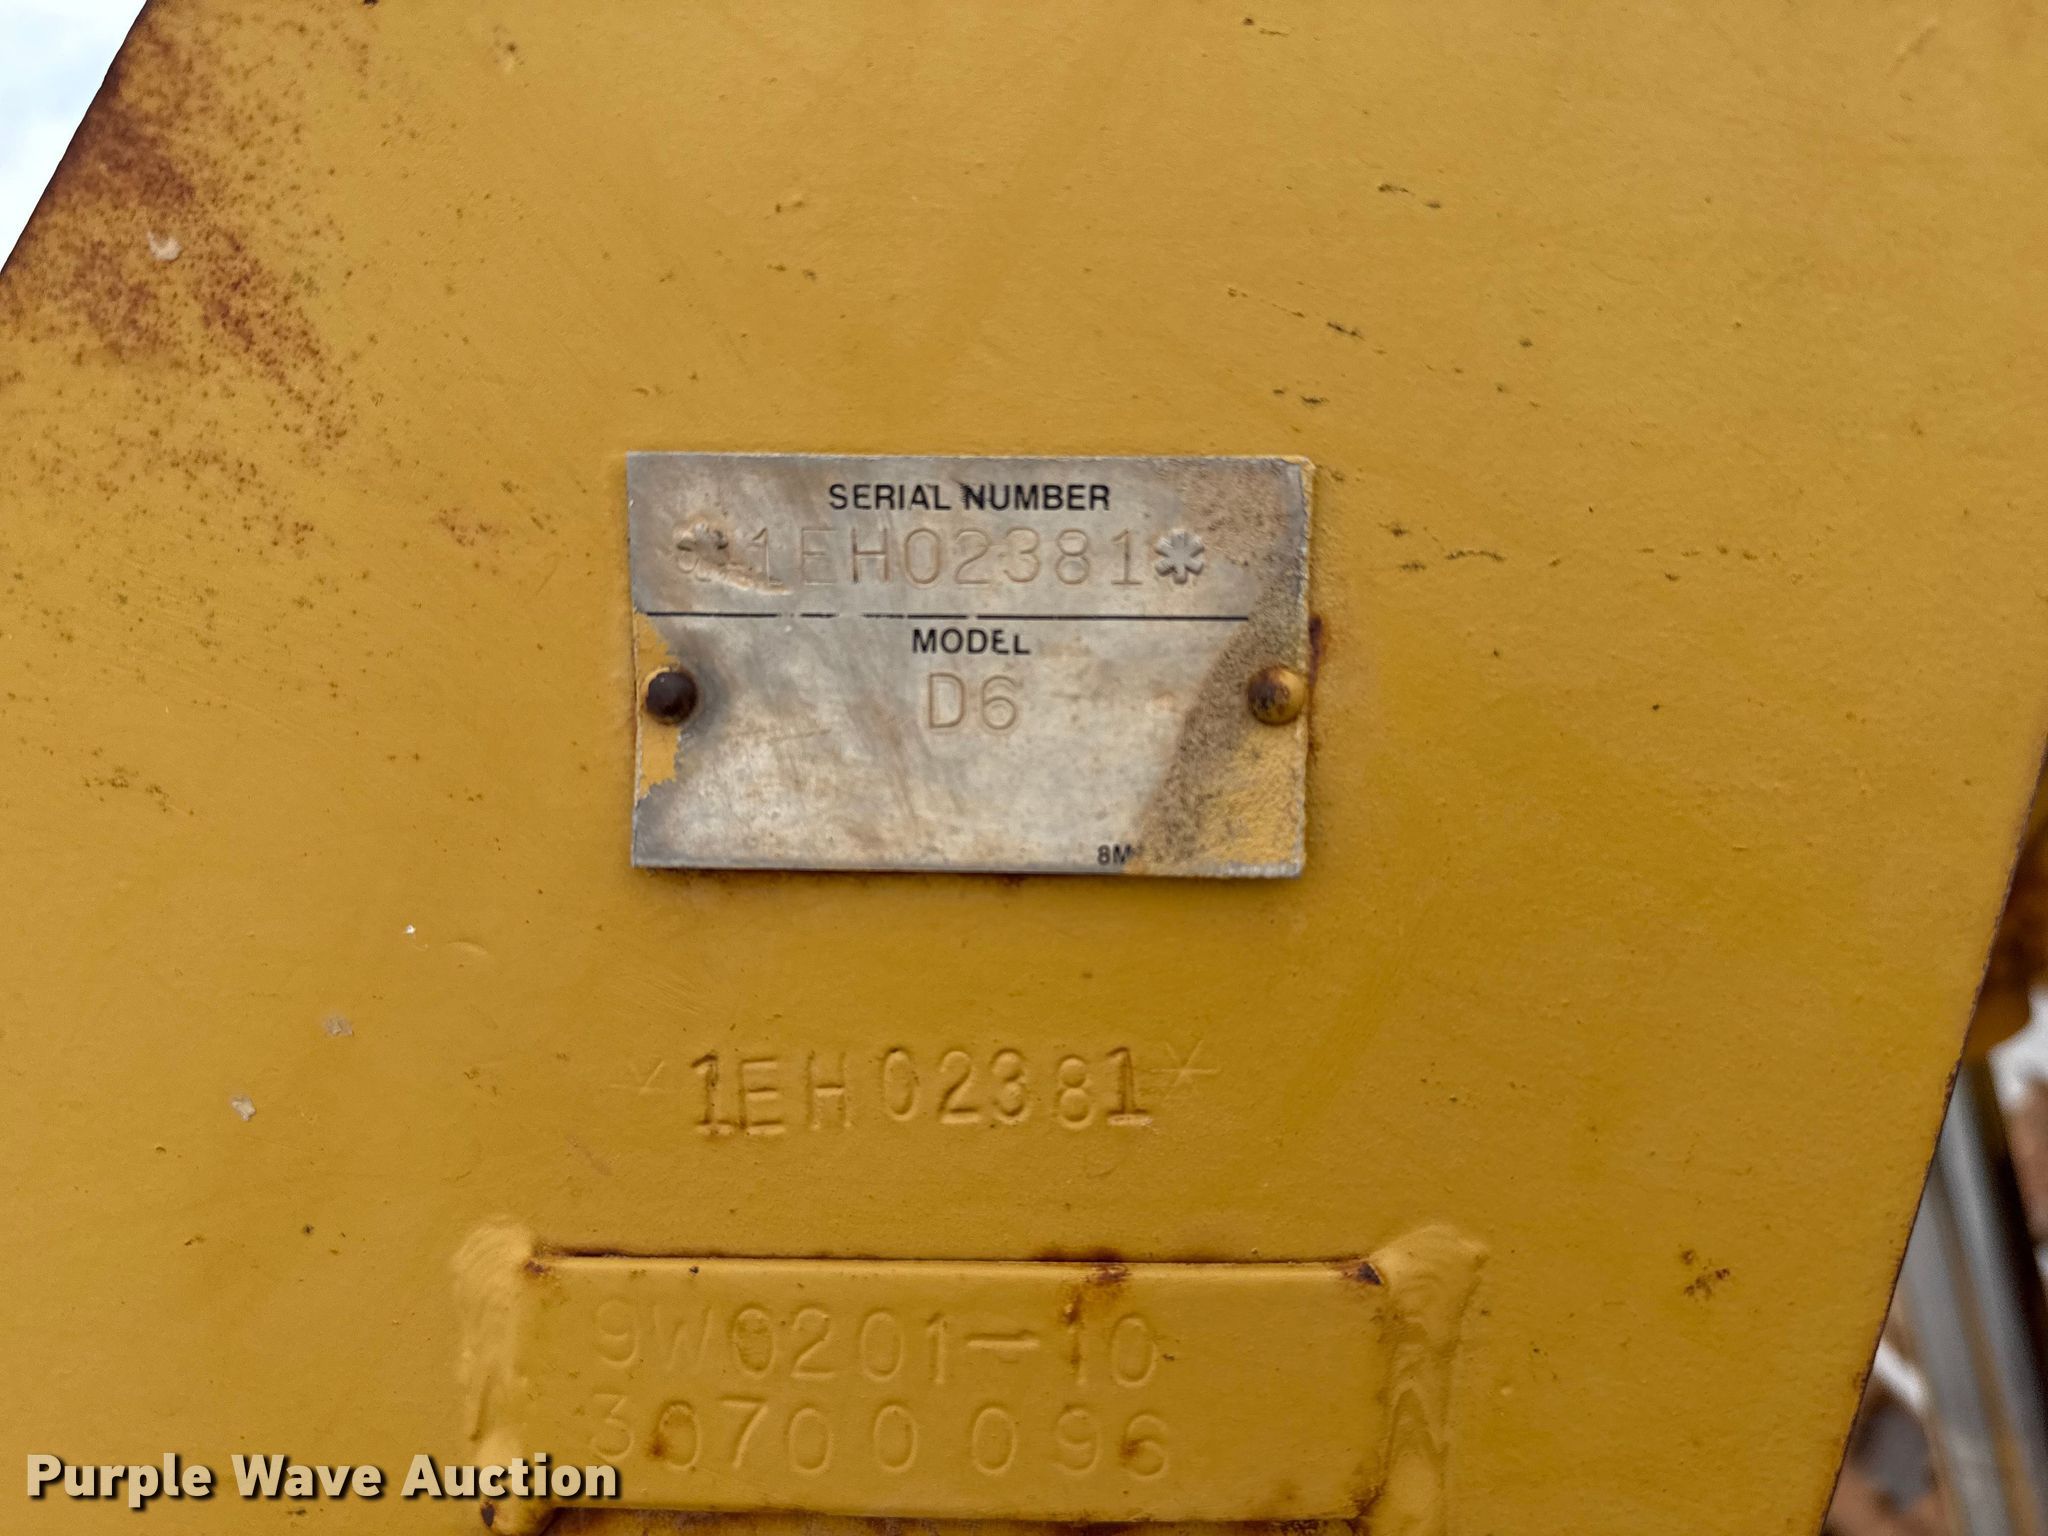 SERIAL NUMBER
*1EH02381*
MODEL
D6
8M
*1EH02381*
9W0201-10
30700096
Purple Wave Auction